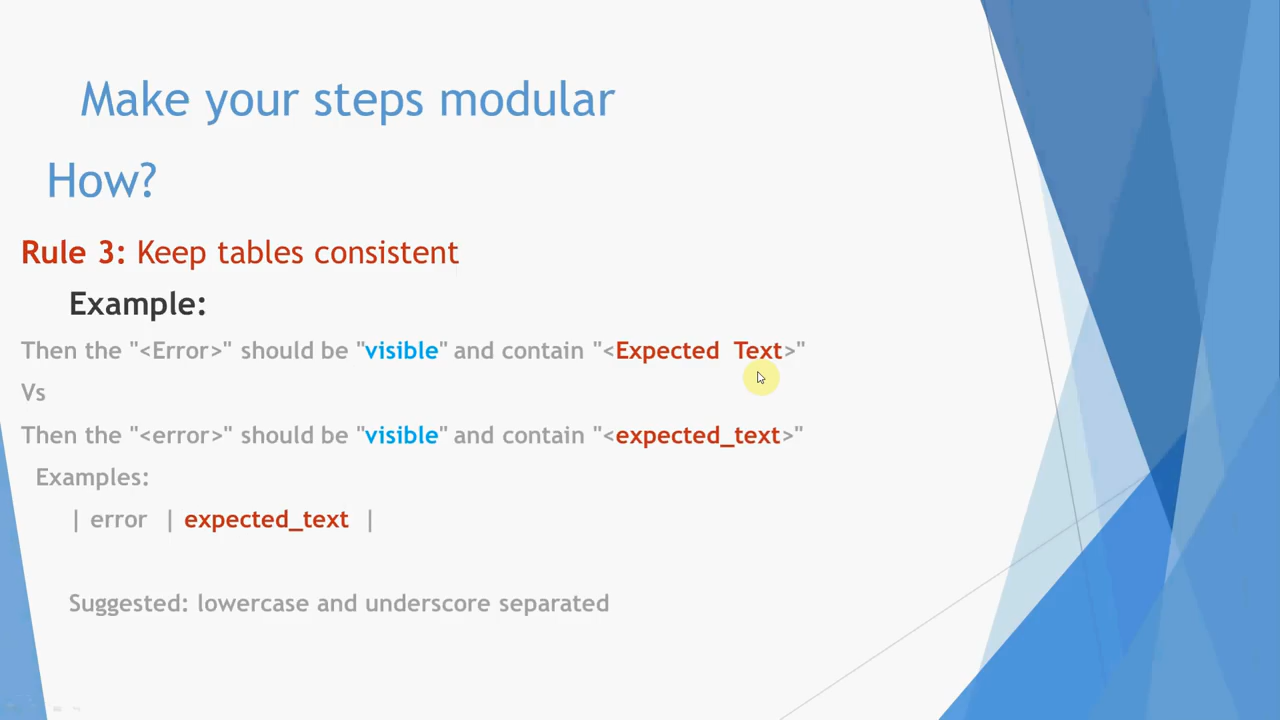 Make your steps modular
How?
Rule 3: Keep tables consistent
Example:
Then the "<Error>" should be "visible" and contain "<Expected  Text>"
Vs
Then the "<error>" should be "visible" and contain "<expected_text>"
Examples:
| error  | expected_text  |
Suggested: lowercase and underscore separated